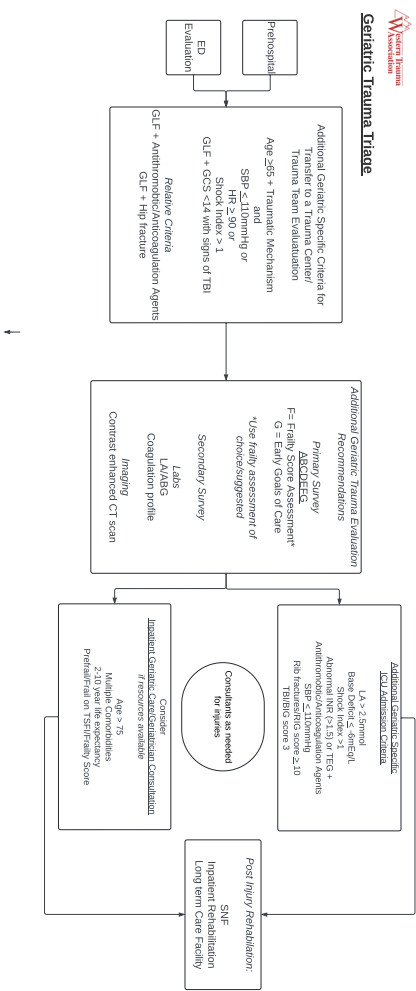 Western Trauma
Association
Geriatric Trauma Triage
Prehospital
ED
Evaluation
Additional Geriatric Specific Criteria for
Transfer to a Trauma Center/
Trauma Team Evaluatuation
Age >65 + Traumatic Mechanism
and
SBP < 110mmHg or
HR > 90 or
Shock Index > 1
GLF + GCS <14 with signs of TBI
Relative Criteria
GLF + Antithrombotic/Anticoagulation Agents
GLF + Hip fracture
Additional Geriatric Trauma Evaluation
Recommendations
Primary Survey
ABCDEFG
F= Frailty Score Assessment*
G = Early Goals of Care
*Use frailty assessment of
choice/suggested
Secondary Survey
Labs
LA/ABG
Coagulation profile
Imaging
Contrast enhanced CT scan
Additional Geriatric Specific
ICU Admission Criteria
LA > 2.5mmol
Base Deficit < -6mEq/L
Shock Index >1
Abnormal INR (>1.5) or TEG +
Antithrombotic/Anticoagulation Agents
SBP < 110mmHg
Rib fractures/RIG score > 10
TBI/BIG score 3
Consultants as needed
for injuries
Consider
Inpatient Geriatric Care/Geriatrician Consultation
if resources available
Age > 75
Multiple Comorbidities
2-10 year life expectancy
Prefrail/Frail on TSFI/Frailty Score
Post Injury Rehabilation:
SNF
Inpatient Rehabilitation
Long term Care Facility